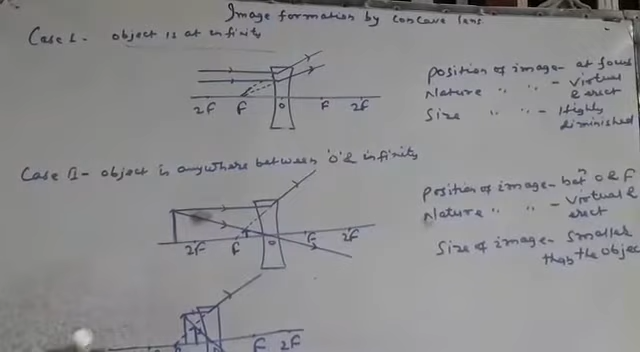 Image formation by concave lens
Case I- object is at infinity
Position of image- at focus
Nature " " - virtual
& erect
Size " " - Highly
diminished
2F F O F 2F
Case II- object is anywhere between 'O' & infinity
Position of image- betn O & F
Nature " " - virtual &
erect
Size of image- smaller
than the object
2F F O F 2F
F 2F